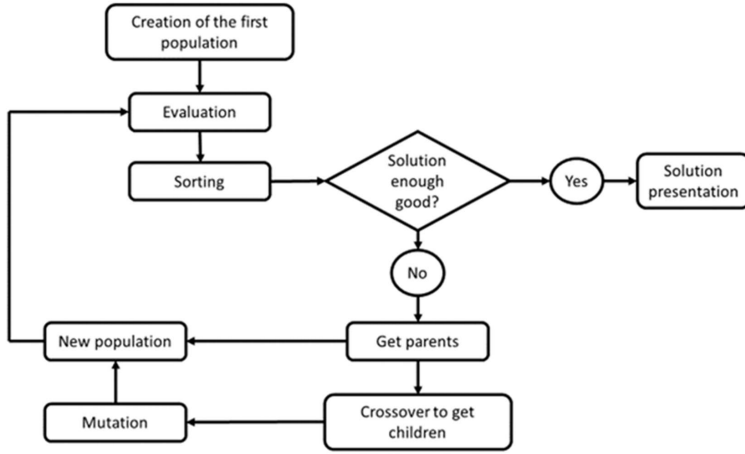 Creation of the first
population
Evaluation
Sorting
Solution
enough
good?
Yes
Solution
presentation
No
New population
Get parents
Mutation
Crossover to get
children